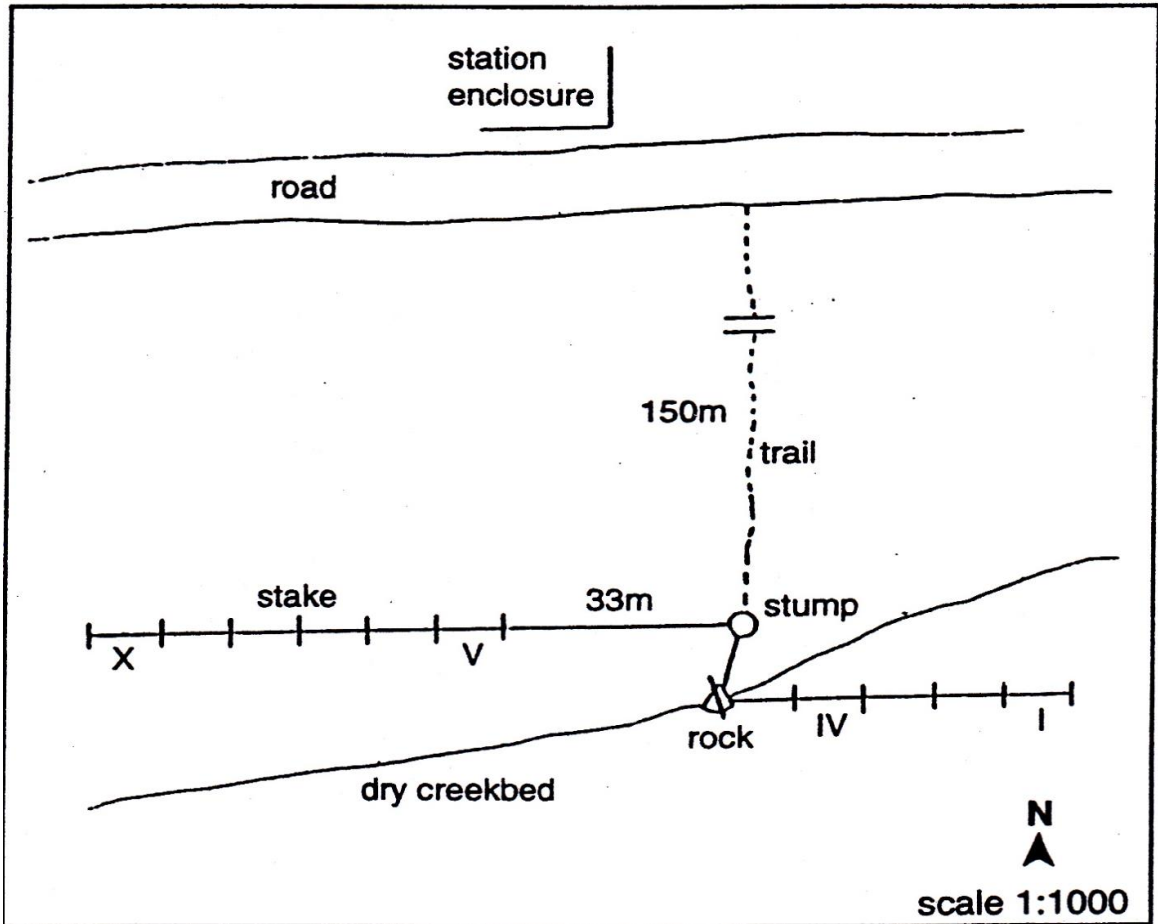 station
enclosure
road
150m
trail
stake
33m
stump
X
V
rock
IV
I
dry creekbed
N
scale 1:1000